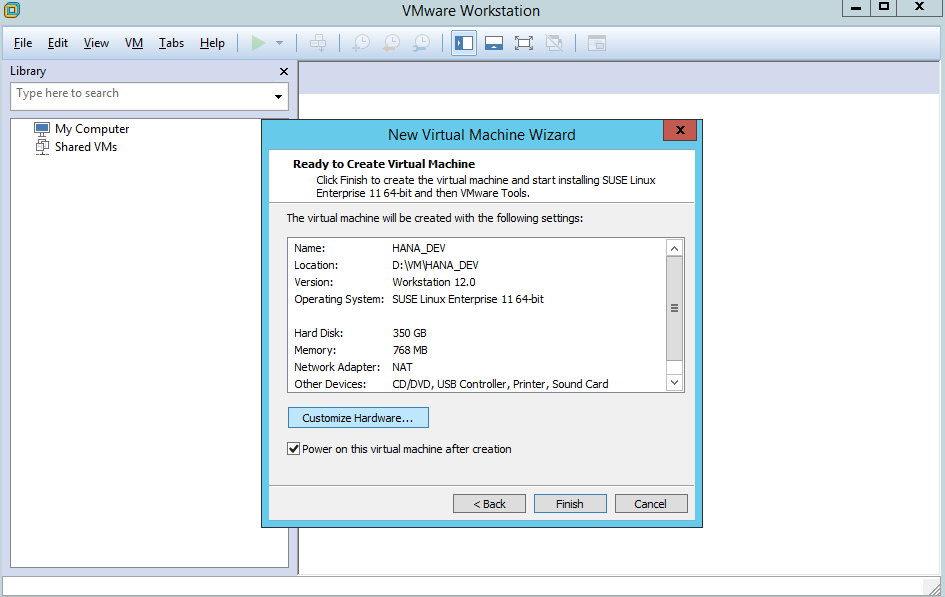 VMware Workstation
File Edit View VM Tabs Help
Library
Type here to search
My Computer
Shared VMs
New Virtual Machine Wizard
Ready to Create Virtual Machine
Click Finish to create the virtual machine and start installing SUSE Linux
Enterprise 11 64-bit and then VMware Tools.
The virtual machine will be created with the following settings:
Name: HANA_DEV
Location: D:\VM\HANA_DEV
Version: Workstation 12.0
Operating System: SUSE Linux Enterprise 11 64-bit
Hard Disk: 350 GB
Memory: 768 MB
Network Adapter: NAT
Other Devices: CD/DVD, USB Controller, Printer, Sound Card
Customize Hardware...
Power on this virtual machine after creation
< Back Finish Cancel